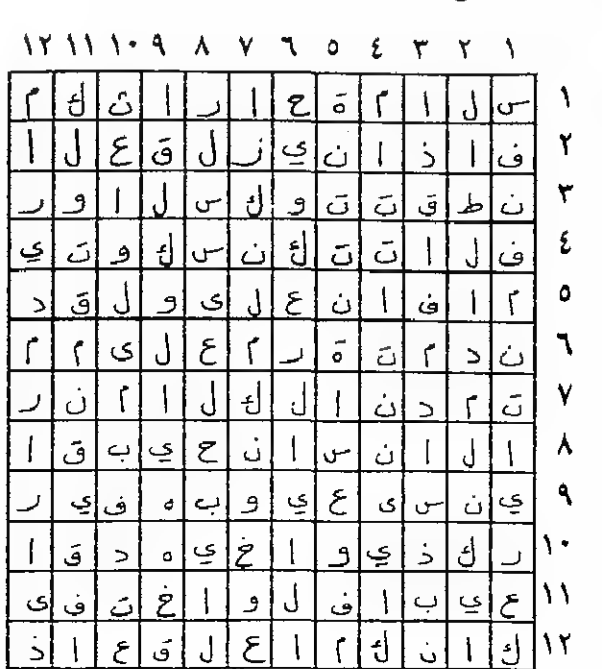 ١ ٢ ٣ ٤ ٥ ٦ ٧ ٨ ٩ ١٠ ١١ ١٢
س ل ا م ة ح ا ر ا ت ك م ١
ف ا ذ ا ن ي ز ل ق ع ل ا ٢
ن ط ق ت ت و ك س ل ا و ر ٣
ف ل ا ت ت ك ن س ك و ت ي ٤
م ا ف ا ن ع ل ى و ل ق د ٥
ن د م ت ة ر م ع ل ى م م ٦
ت م د ن ا ل ك ل ا م ن ر ٧
ا ل ا ن س ا ن ح ي ب ق ا ٨
ي ن س ى ع ي و ب ه ف ي ر ٩
ر ك ذ ي و ا خ ي ه د ق ا ١٠
ع ي ب ا ف ل و ا خ ت ف ى ١١
ك ا ن ك م ا ع ل ق ع ا ذ ١٢